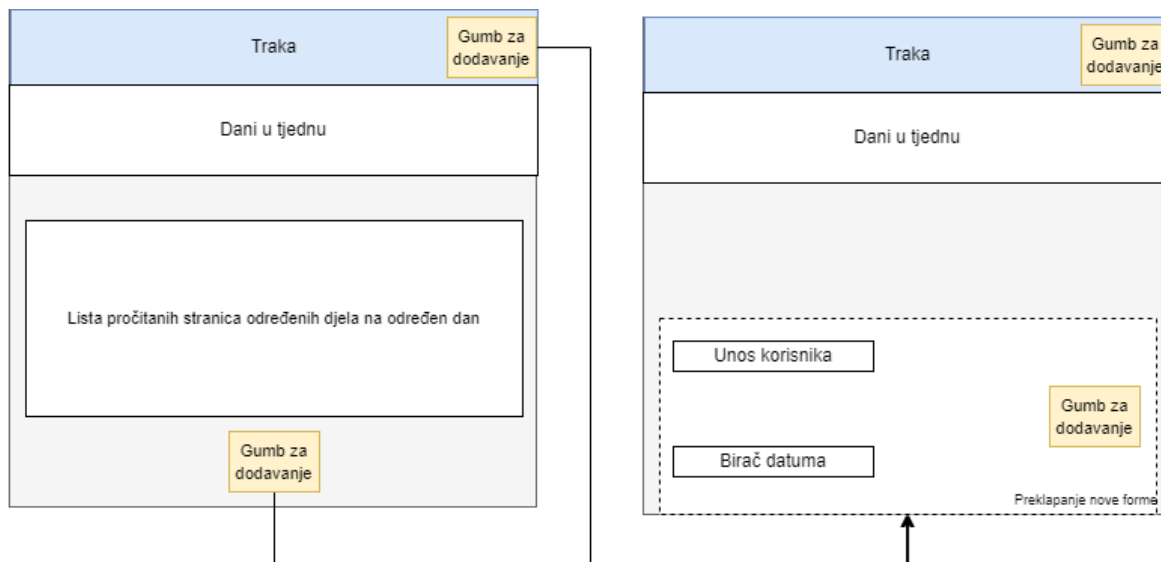 Traka
Gumb za
dodavanje
Dani u tjednu
Lista pročitanih stranica određenih djela na određen dan
Gumb za
dodavanje
Traka
Gumb za
dodavanje
Dani u tjednu
Unos korisnika
Gumb za
dodavanje
Birač datuma
Preklapanje nove forme